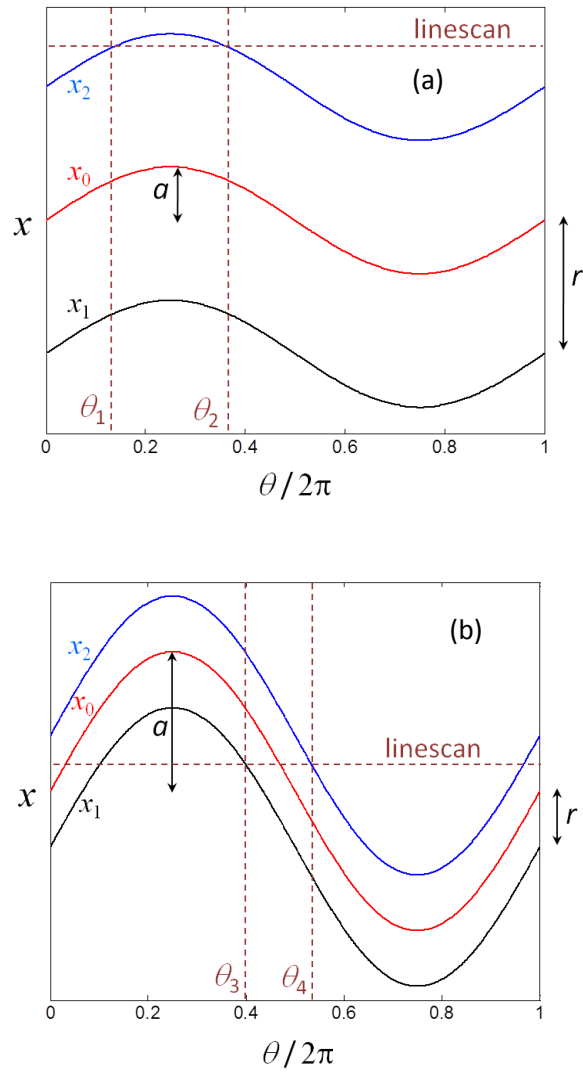 linescan
(a)
x₂
x₀
a
x
r
x₁
θ₁
θ₂
0 0.2 0.4 0.6 0.8 1
θ / 2π
(b)
x₂
x₀
a
linescan
x
x₁
r
θ₃
θ₄
0 0.2 0.4 0.6 0.8 1
θ / 2π